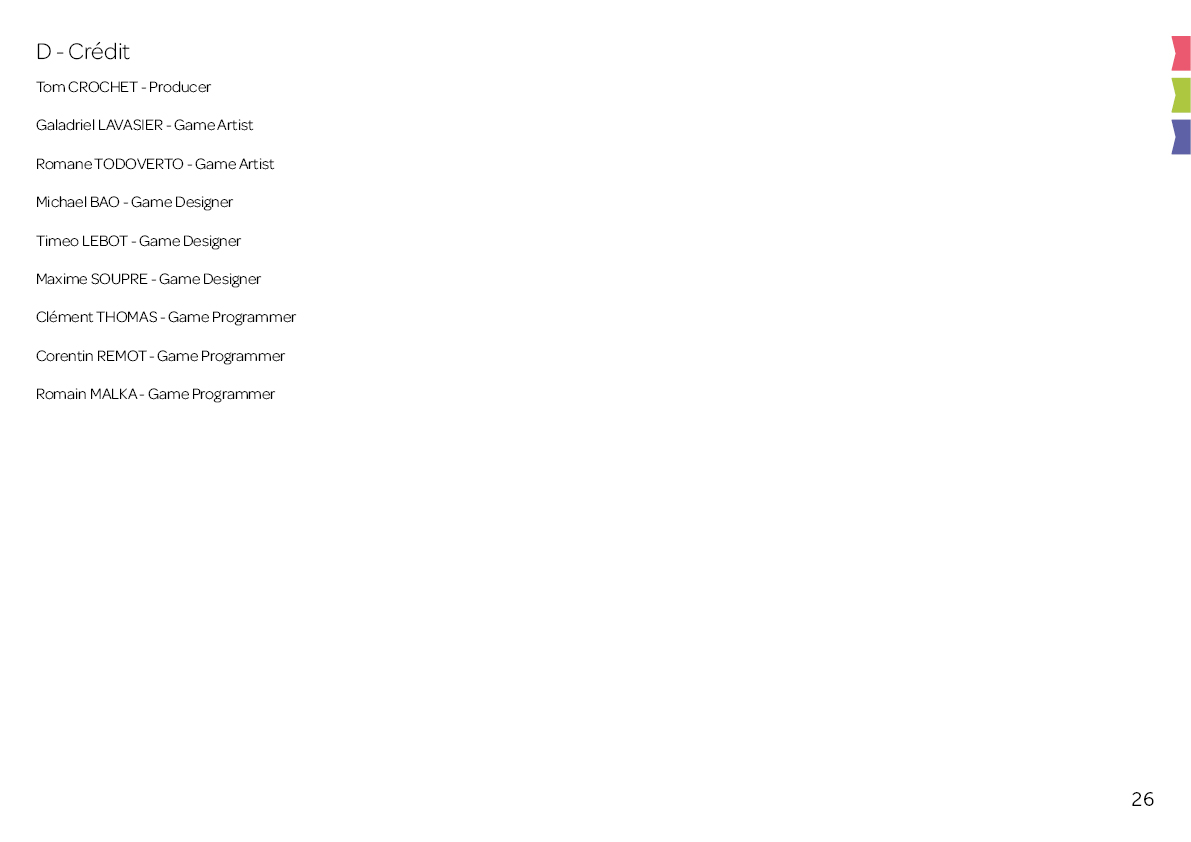 D - Crédit
Tom CROCHET - Producer
Galadriel LAVASIER - Game Artist
Romane TODOVERTO - Game Artist
Michael BAO - Game Designer
Timeo LEBOT - Game Designer
Maxime SOUPRE - Game Designer
Clément THOMAS - Game Programmer
Corentin REMOT - Game Programmer
Romain MALKA - Game Programmer
26